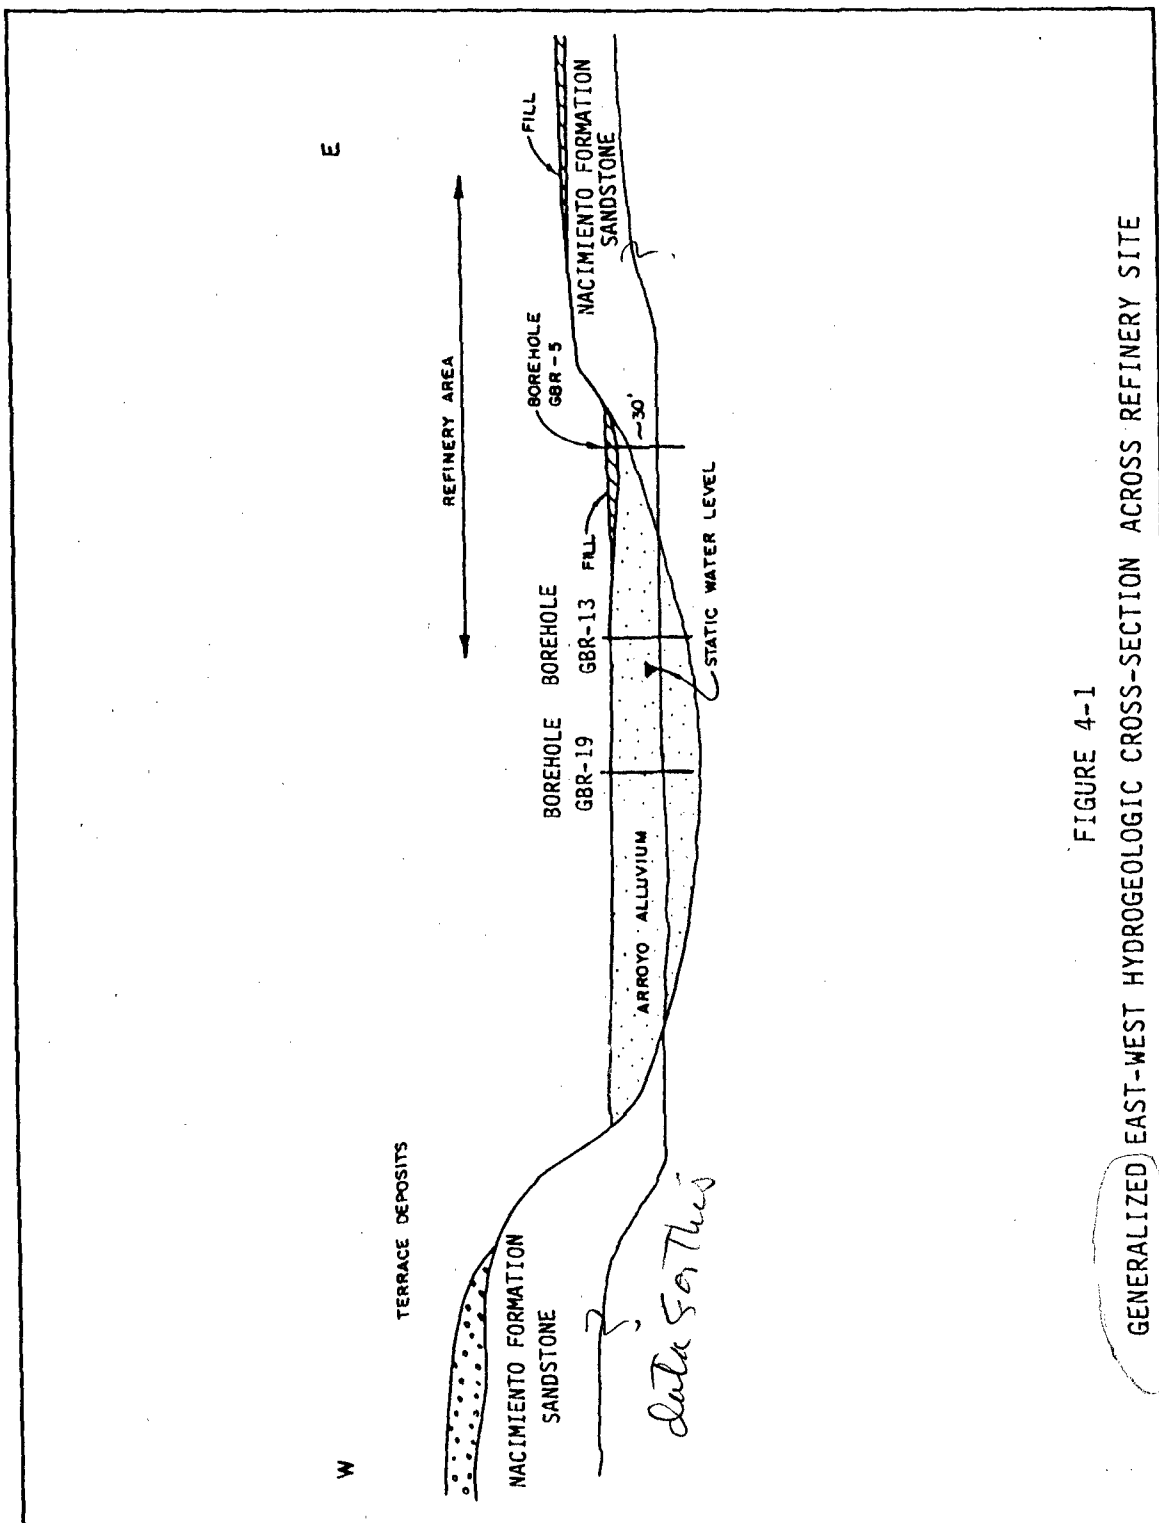 W
E
TERRACE DEPOSITS
REFINERY AREA
NACIMIENTO FORMATION
SANDSTONE
BOREHOLE
GBR-19
BOREHOLE
GBR-13
FILL
BOREHOLE
GBR-5
FILL
NACIMIENTO FORMATION
SANDSTONE
~30'
ARROYO ALLUVIUM
STATIC WATER LEVEL
?
?
data for This
FIGURE 4-1
GENERALIZED EAST-WEST HYDROGEOLOGIC CROSS-SECTION ACROSS REFINERY SITE